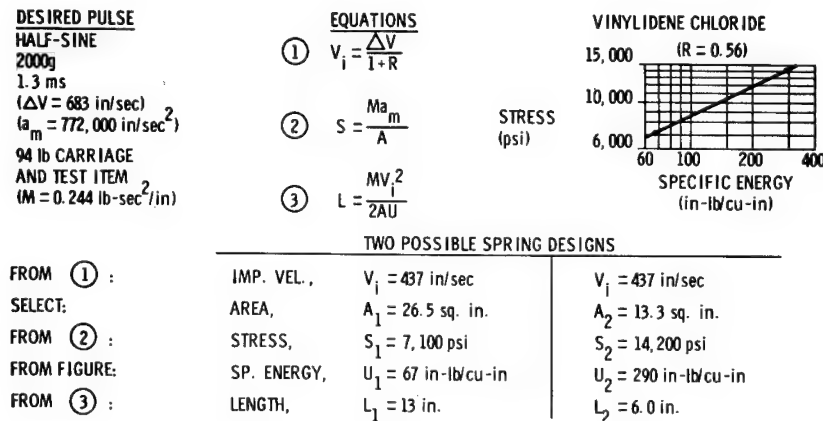 DESIRED PULSE
HALF-SINE
2000g
1.3 ms
(ΔV = 683 in/sec)
(a_m = 772,000 in/sec²)
94 lb CARRIAGE
AND TEST ITEM
(M = 0.244 lb-sec²/in)
EQUATIONS
① V_i = ΔV/1+R
② S = Ma_m/A
③ L = MV_i²/2AU
VINYLIDENE CHLORIDE
(R = 0.56)
15,000
10,000
6,000
STRESS
(psi)
60 100 200 400
SPECIFIC ENERGY
(in-lb/cu-in)
TWO POSSIBLE SPRING DESIGNS
FROM ① : IMP. VEL., V_i = 437 in/sec V_i = 437 in/sec
SELECT: AREA, A_1 = 26.5 sq. in. A_2 = 13.3 sq. in.
FROM ② : STRESS, S_1 = 7,100 psi S_2 = 14,200 psi
FROM FIGURE: SP. ENERGY, U_1 = 67 in-lb/cu-in U_2 = 290 in-lb/cu-in
FROM ③ : LENGTH, L_1 = 13 in. L_2 = 6.0 in.